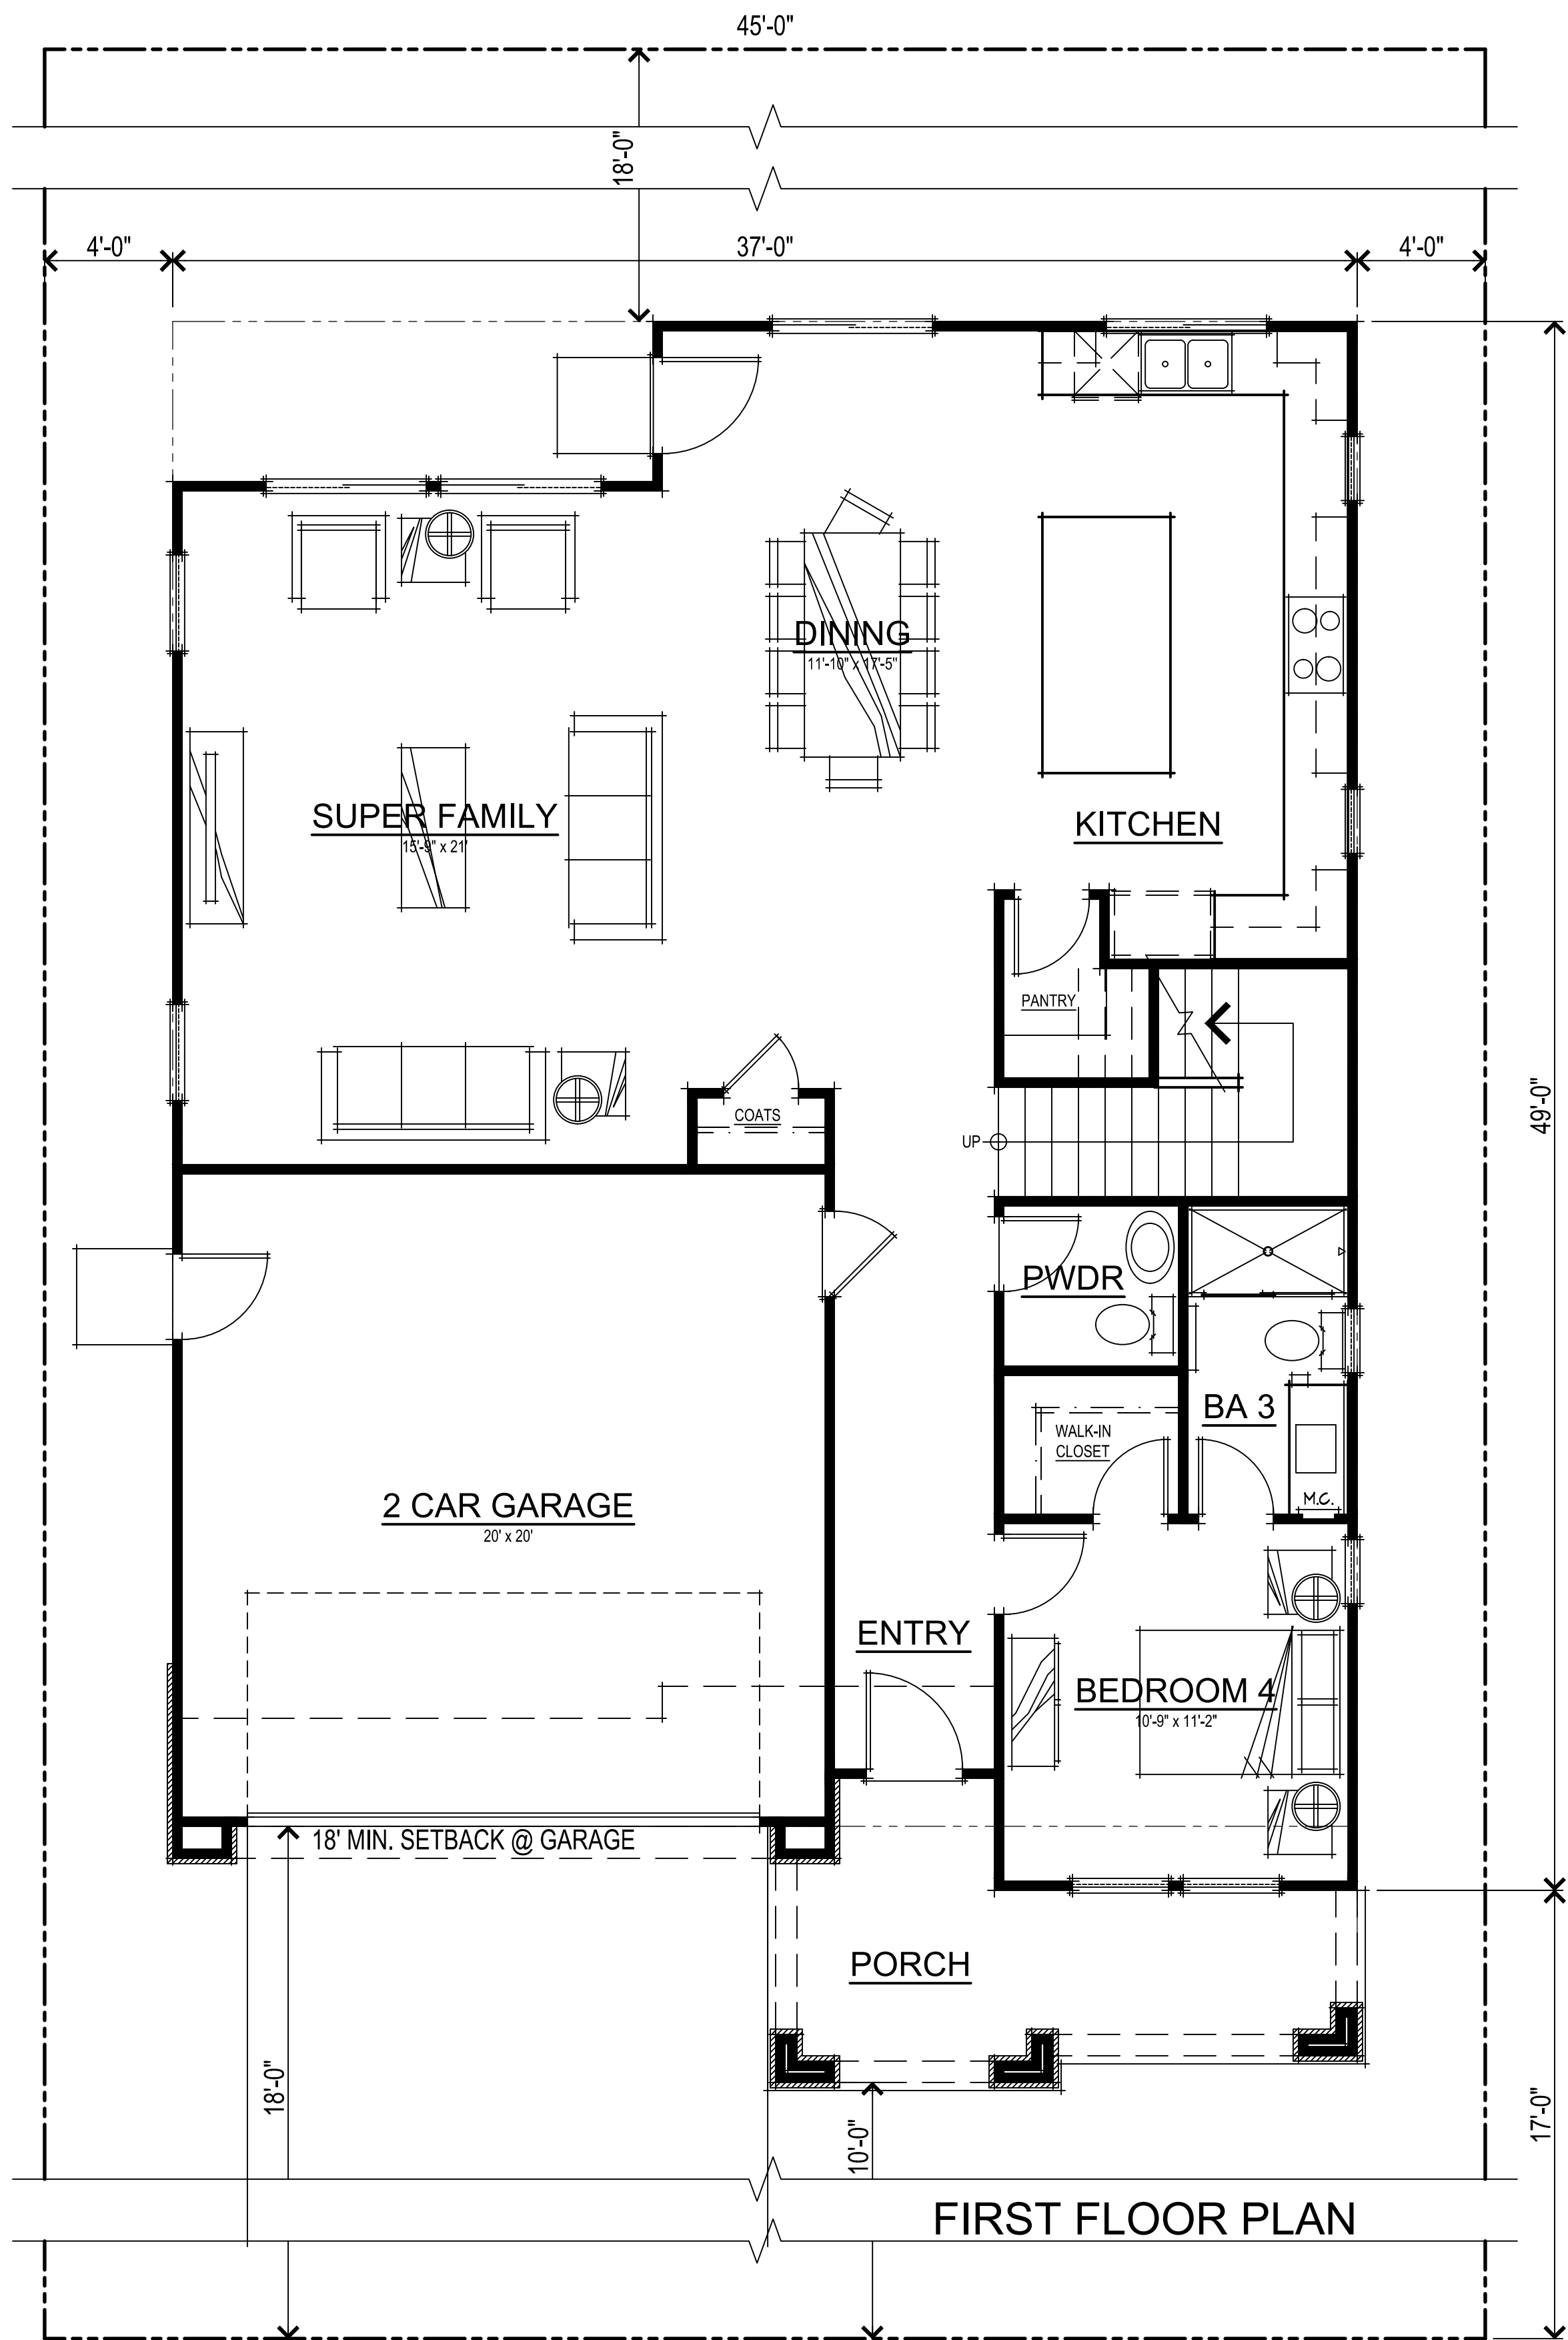 45'-0"
18'-0"
4'-0"
37'-0"
4'-0"
DINING
11'-10" x 17'-5"
SUPER FAMILY
15'-9" x 21'
KITCHEN
PANTRY
COATS
UP
49'-0"
PWDR
BA 3
WALK-IN
CLOSET
M.C.
2 CAR GARAGE
20' x 20'
ENTRY
BEDROOM 4
10'-9" x 11'-2"
18' MIN. SETBACK @ GARAGE
PORCH
18'-0"
10'-0"
17'-0"
FIRST FLOOR PLAN